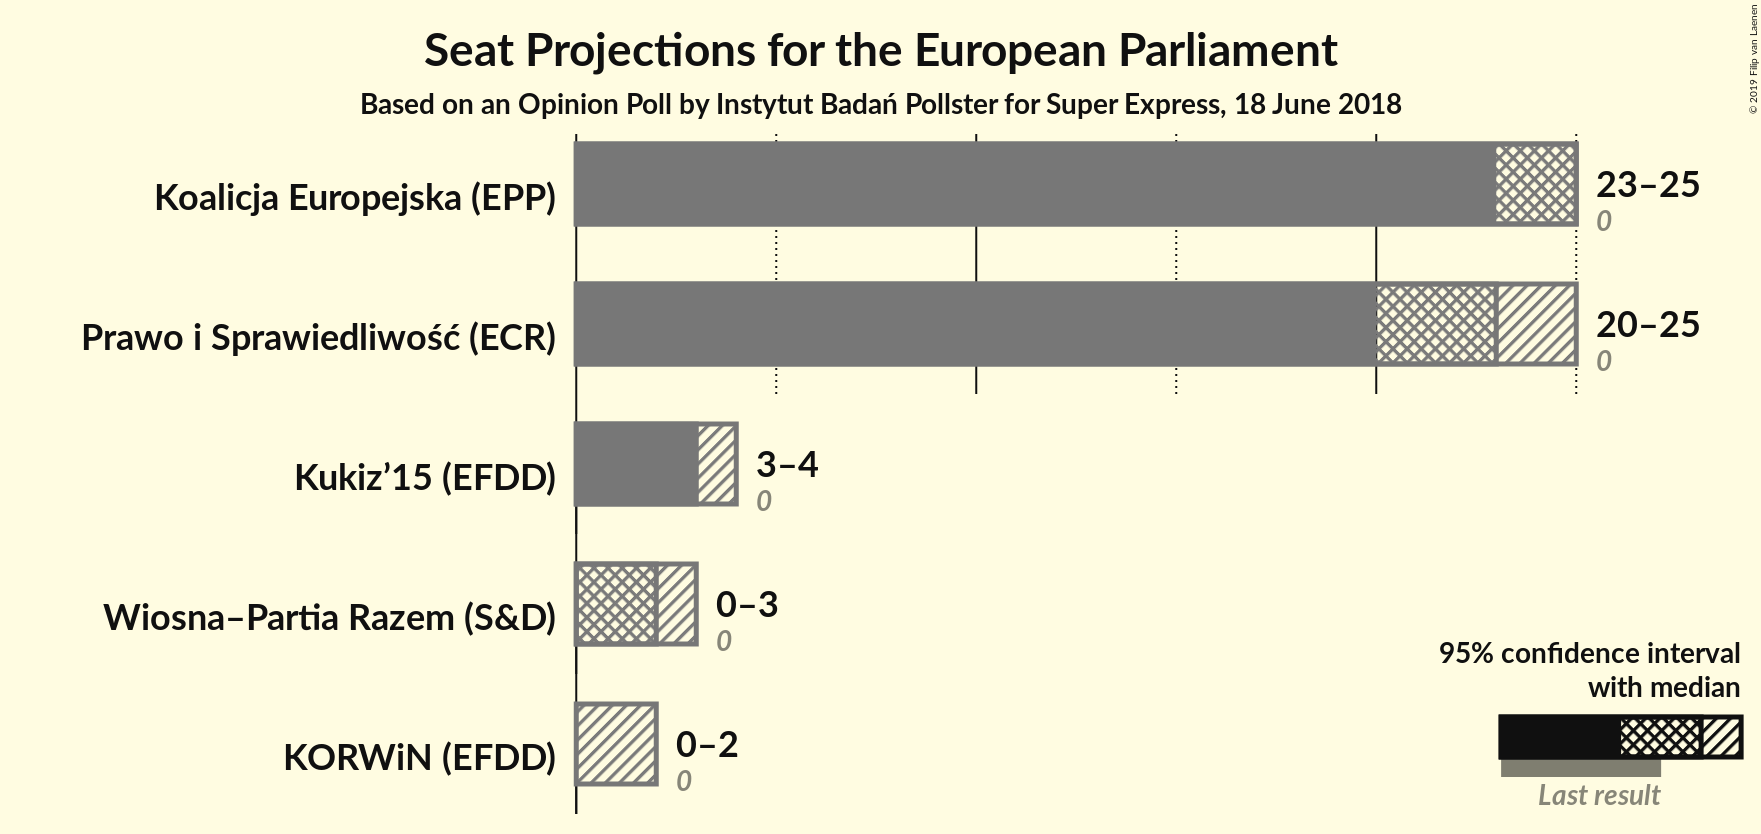 Seat Projections for the European Parliament
Based on an Opinion Poll by Instytut Badań Pollster for Super Express, 18 June 2018
© 2019 Filip van Laenen
Koalicja Europejska (EPP)
23–25
0
Prawo i Sprawiedliwość (ECR)
20–25
0
Kukiz’15 (EFDD)
3–4
0
Wiosna–Partia Razem (S&D)
0–3
0
KORWiN (EFDD)
0–2
0
95% confidence interval
with median
Last result